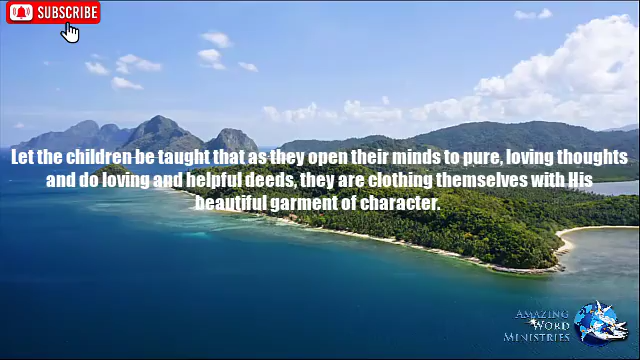 SUBSCRIBE
Let the children be taught that as they open their minds to pure, loving thoughts
and do loving and helpful deeds, they are clothing themselves with His
beautiful garment of character.
AMAZING
WORD
MINISTRIES